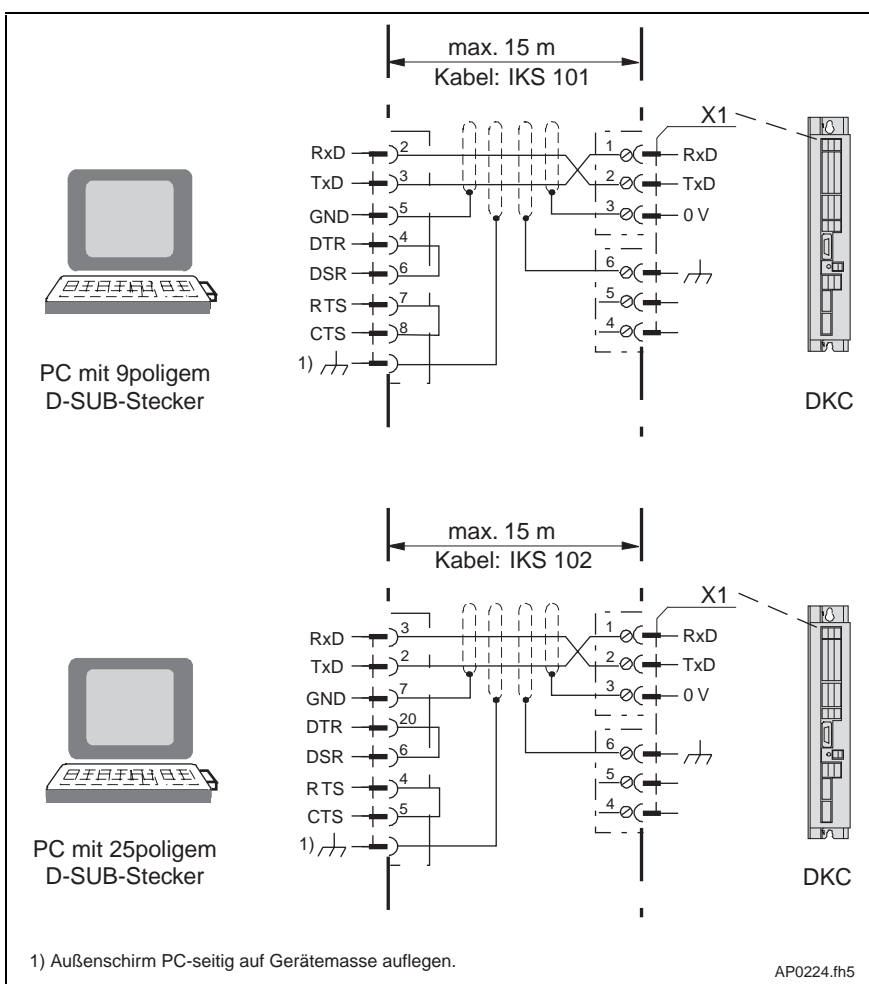 max. 15 m
Kabel: IKS 101
X1
RxD 2 1 RxD
TxD 3 2 TxD
GND 5 3 0 V
DTR 4
DSR 6 6
RTS 7 5
CTS 8 4
1)
PC mit 9poligem
D-SUB-Stecker
DKC
max. 15 m
Kabel: IKS 102
X1
RxD 3 1 RxD
TxD 2 2 TxD
GND 7 3 0 V
DTR 20
DSR 6 6
RTS 4 5
CTS 5 4
1)
PC mit 25poligem
D-SUB-Stecker
DKC
1) Außenschirm PC-seitig auf Gerätemasse auflegen.
AP0224.fh5